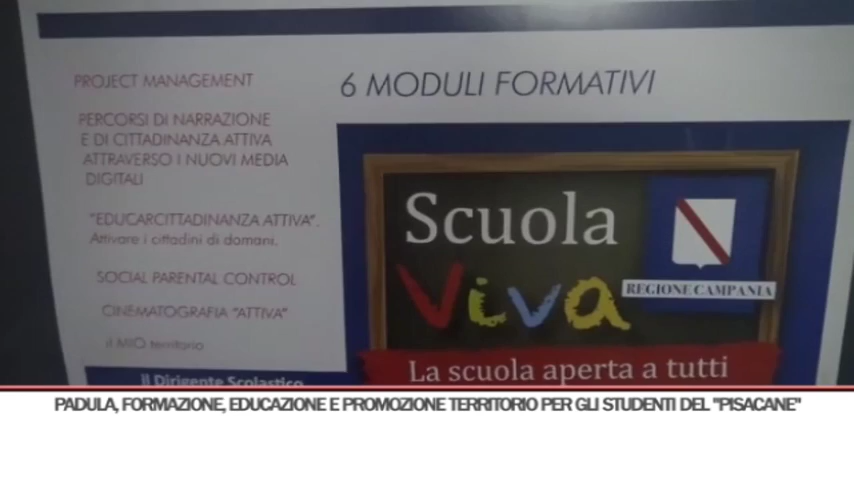 PROJECT MANAGEMENT
PERCORSI DI NARRAZIONE
E DI CITTADINANZA ATTIVA
ATTRAVERSO I NUOVI MEDIA
DIGITALI
"EDUCARCITTADINANZA ATTIVA".
Attivare i cittadini di domani.
SOCIAL PARENTAL CONTROL
CINEMATOGRAFIA "ATTIVA"
il MIO territorio
Il Dirigente Scolastico
6 MODULI FORMATIVI
Scuola
Viva
REGIONE CAMPANIA
La scuola aperta a tutti
PADULA, FORMAZIONE, EDUCAZIONE E PROMOZIONE TERRITORIO PER GLI STUDENTI DEL "PISACANE"